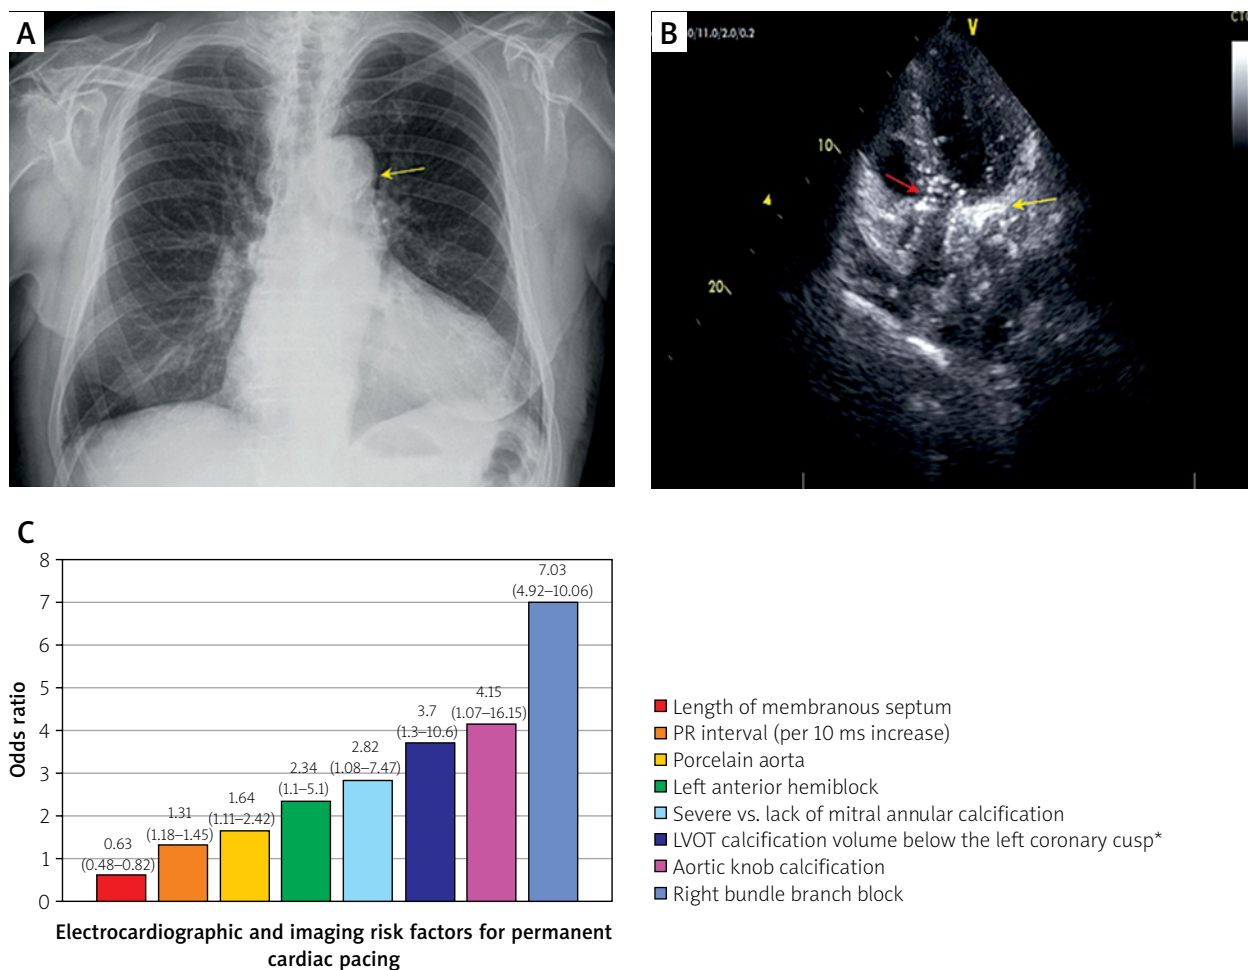 A
B
0/11.0/2.0/0.2
V
10
20
C
8
7
6
5
4
3
2
1
0
Odds ratio
0.63
(0.48–0.82)
1.31
(1.18–1.45)
1.64
(1.11–2.42)
2.34
(1.1–5.1)
2.82
(1.08–7.47)
3.7
(1.3–10.6)
4.15
(1.07–16.15)
7.03
(4.92–10.06)
Electrocardiographic and imaging risk factors for permanent
cardiac pacing
Length of membranous septum
PR interval (per 10 ms increase)
Porcelain aorta
Left anterior hemiblock
Severe vs. lack of mitral annular calcification
LVOT calcification volume below the left coronary cusp*
Aortic knob calcification
Right bundle branch block